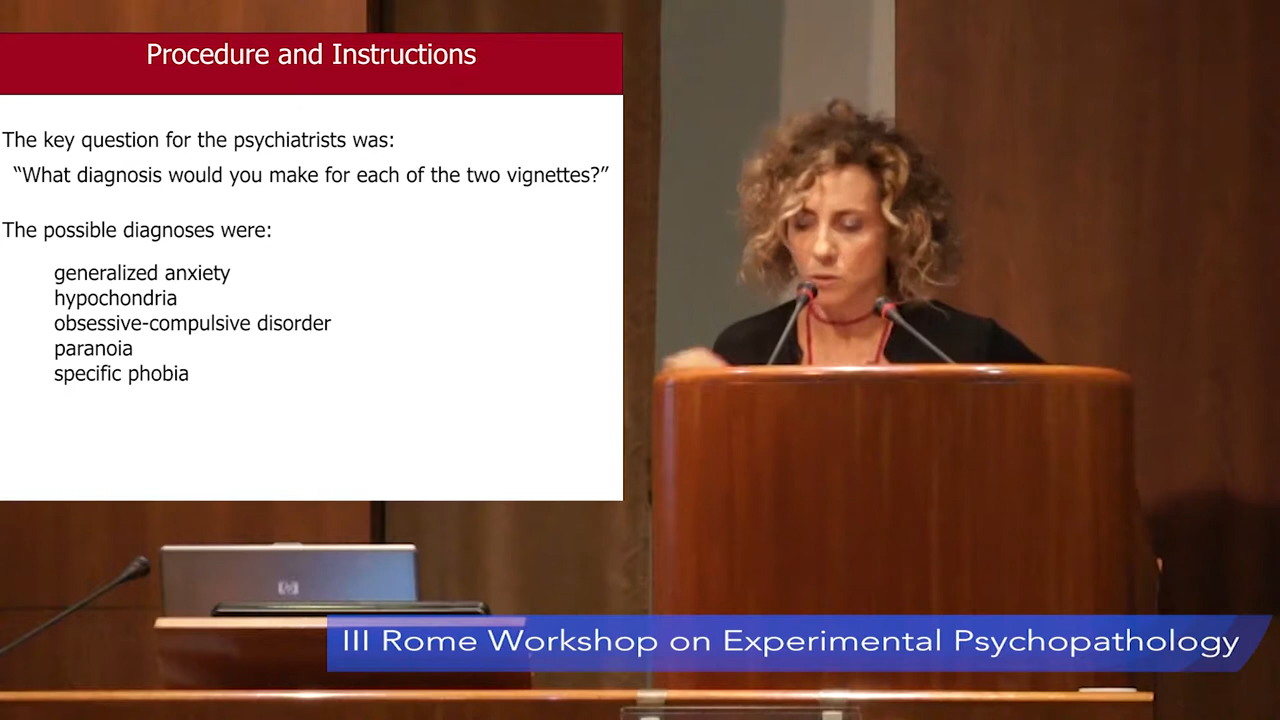 Procedure and Instructions
The key question for the psychiatrists was:
“What diagnosis would you make for each of the two vignettes?”
The possible diagnoses were:
generalized anxiety
hypochondria
obsessive-compulsive disorder
paranoia
specific phobia
hp
III Rome Workshop on Experimental Psychopathology